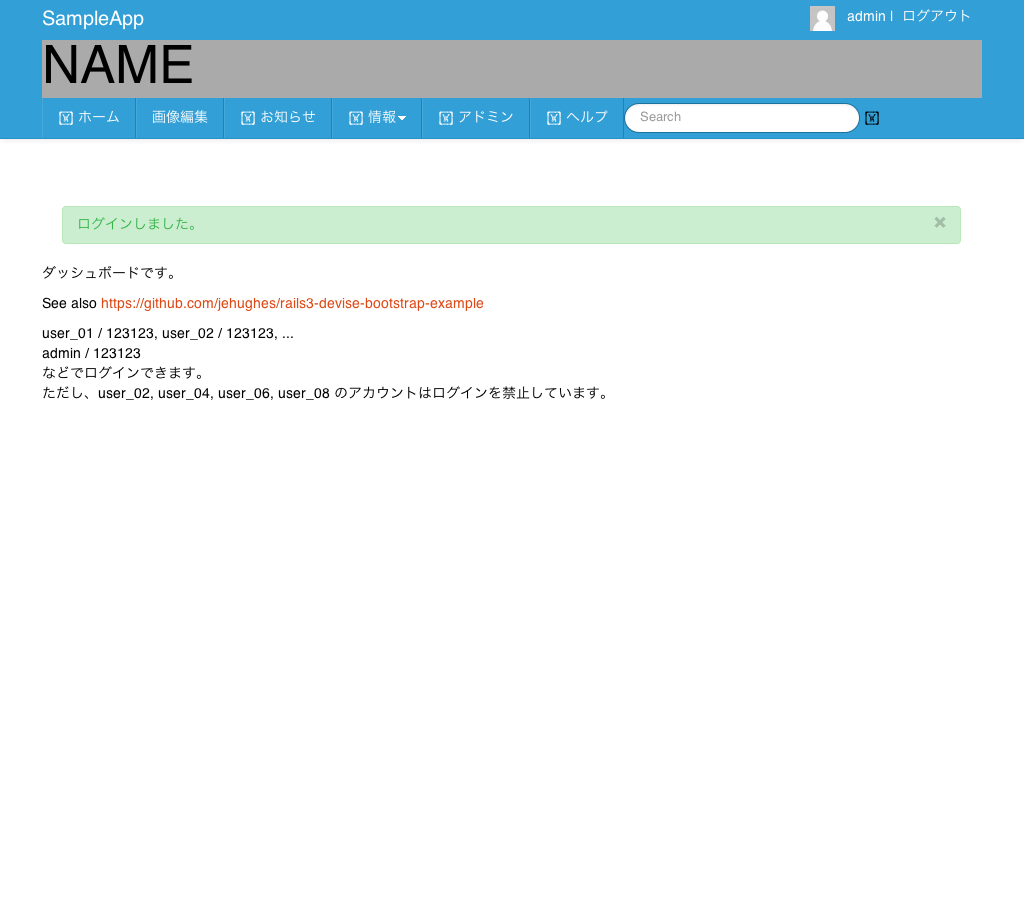 SampleApp
admin | ログアウト
NAME
ホーム 画像編集 お知らせ 情報 アドミン ヘルプ Search
ログインしました。
ダッシュボードです。
See also https://github.com/jehughes/rails3-devise-bootstrap-example
user_01 / 123123, user_02 / 123123, ...
admin / 123123
などでログインできます。
ただし、user_02, user_04, user_06, user_08 のアカウントはログインを禁止しています。